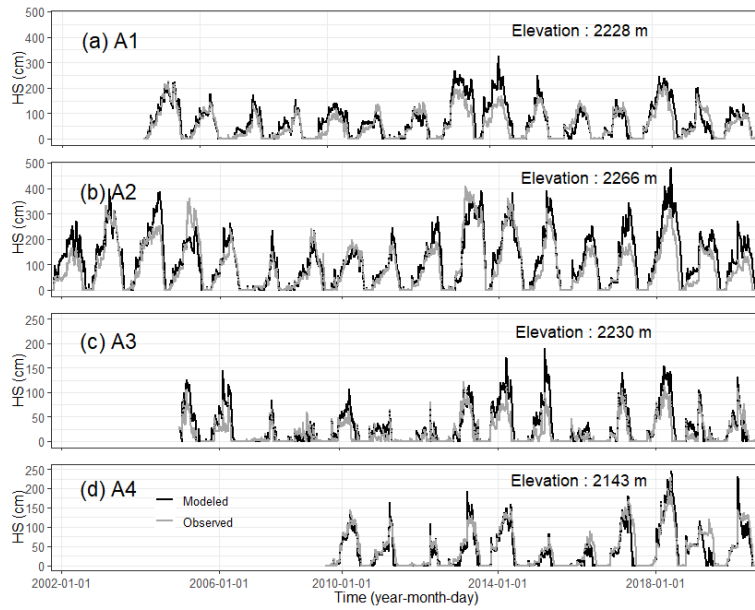 (a) A1
Elevation : 2228 m
HS (cm)
500
400
300
200
100
0
(b) A2
Elevation : 2266 m
HS (cm)
500
400
300
200
100
0
(c) A3
Elevation : 2230 m
HS (cm)
250
200
150
100
50
0
(d) A4
Elevation : 2143 m
HS (cm)
250
200
150
100
50
0
Modeled
Observed
2002-01-01 2006-01-01 2010-01-01 2014-01-01 2018-01-01
Time (year-month-day)